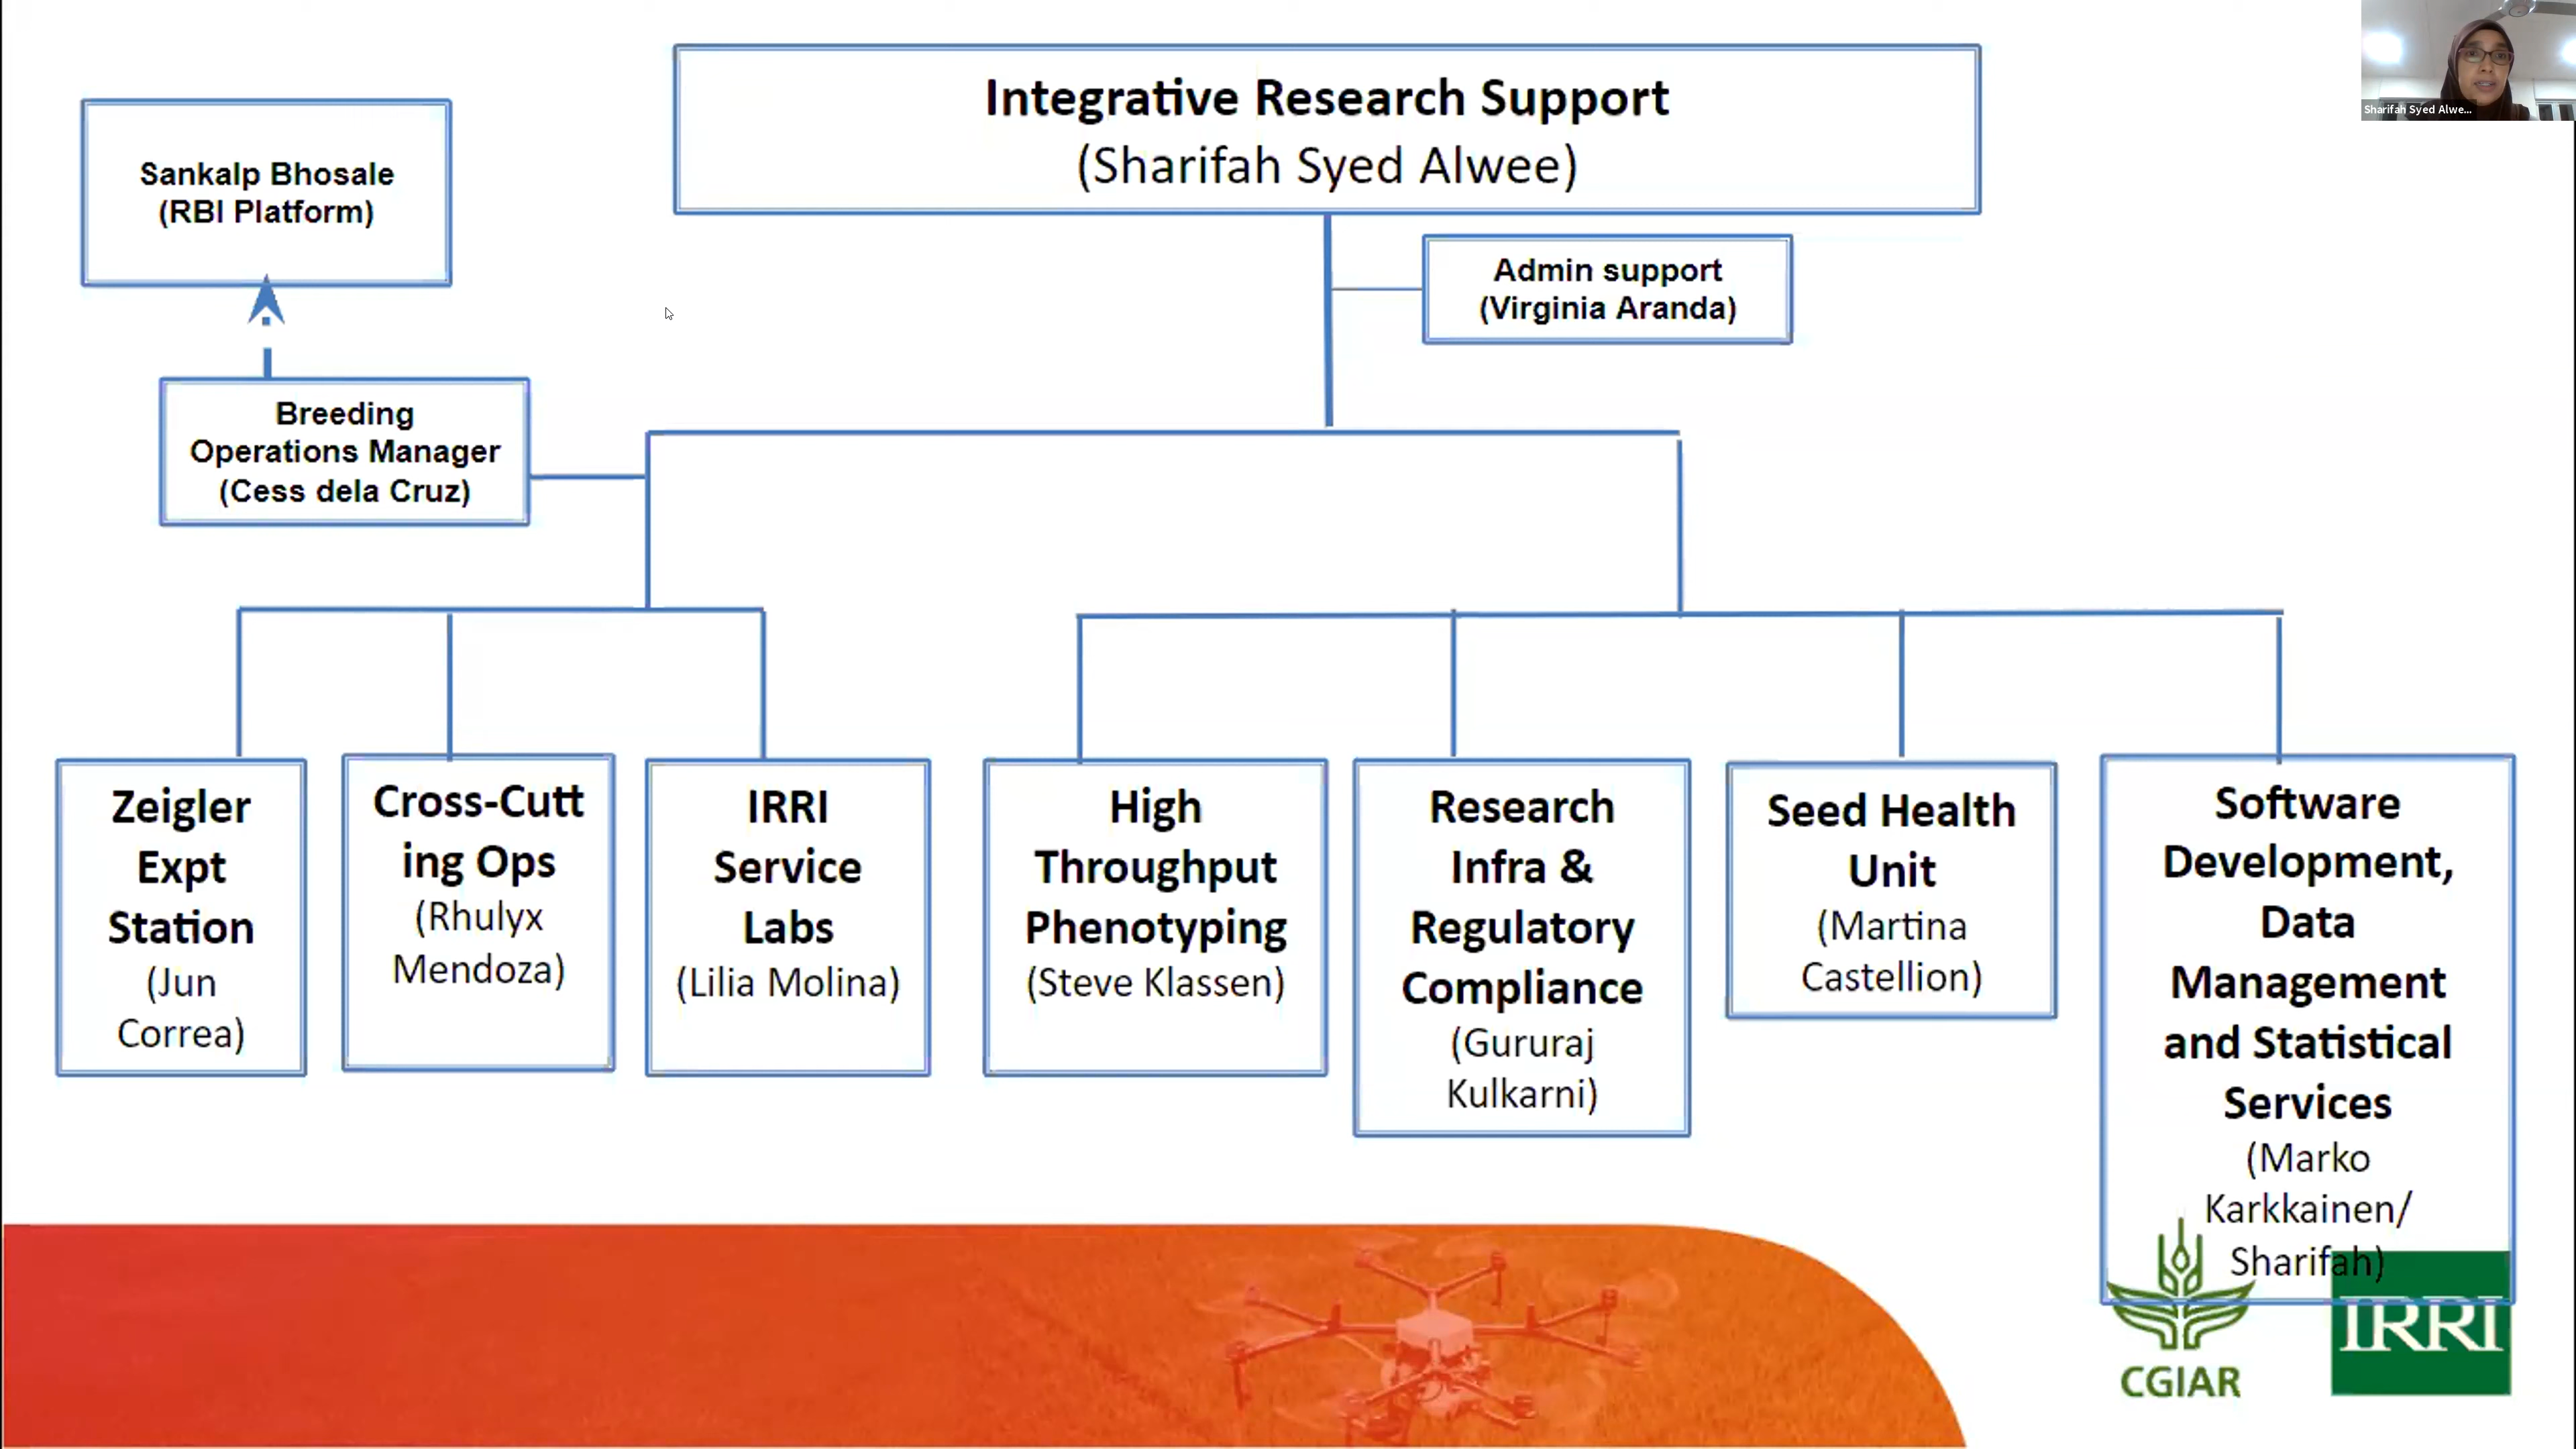 Integrative Research Support
(Sharifah Syed Alwee)
Sharifah Syed Alwe...
Sankalp Bhosale
(RBI Platform)
Admin support
(Virginia Aranda)
Breeding
Operations Manager
(Cess dela Cruz)
Zeigler
Expt
Station
(Jun
Correa)
Cross-Cutt
ing Ops
(Rhulyx
Mendoza)
IRRI
Service
Labs
(Lilia Molina)
High
Throughput
Phenotyping
(Steve Klassen)
Research
Infra &
Regulatory
Compliance
(Gururaj
Kulkarni)
Seed Health
Unit
(Martina
Castellion)
Software
Development,
Data
Management
and Statistical
Services
(Marko
Karkkainen/
Sharifah)
CGIAR
IRRI